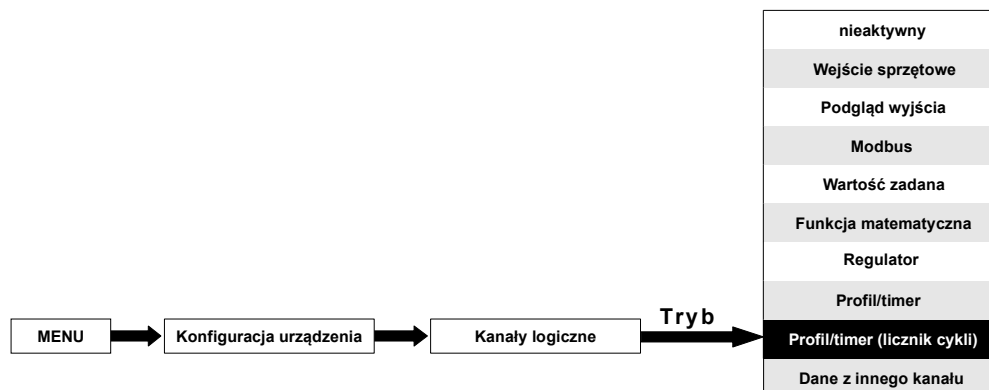 nieaktywny
Wejście sprzętowe
Podgląd wyjścia
Modbus
Wartość zadana
Funkcja matematyczna
Regulator
Profil/timer
MENU
Konfiguracja urządzenia
Kanały logiczne
Tryb
Profil/timer (licznik cykli)
Dane z innego kanału